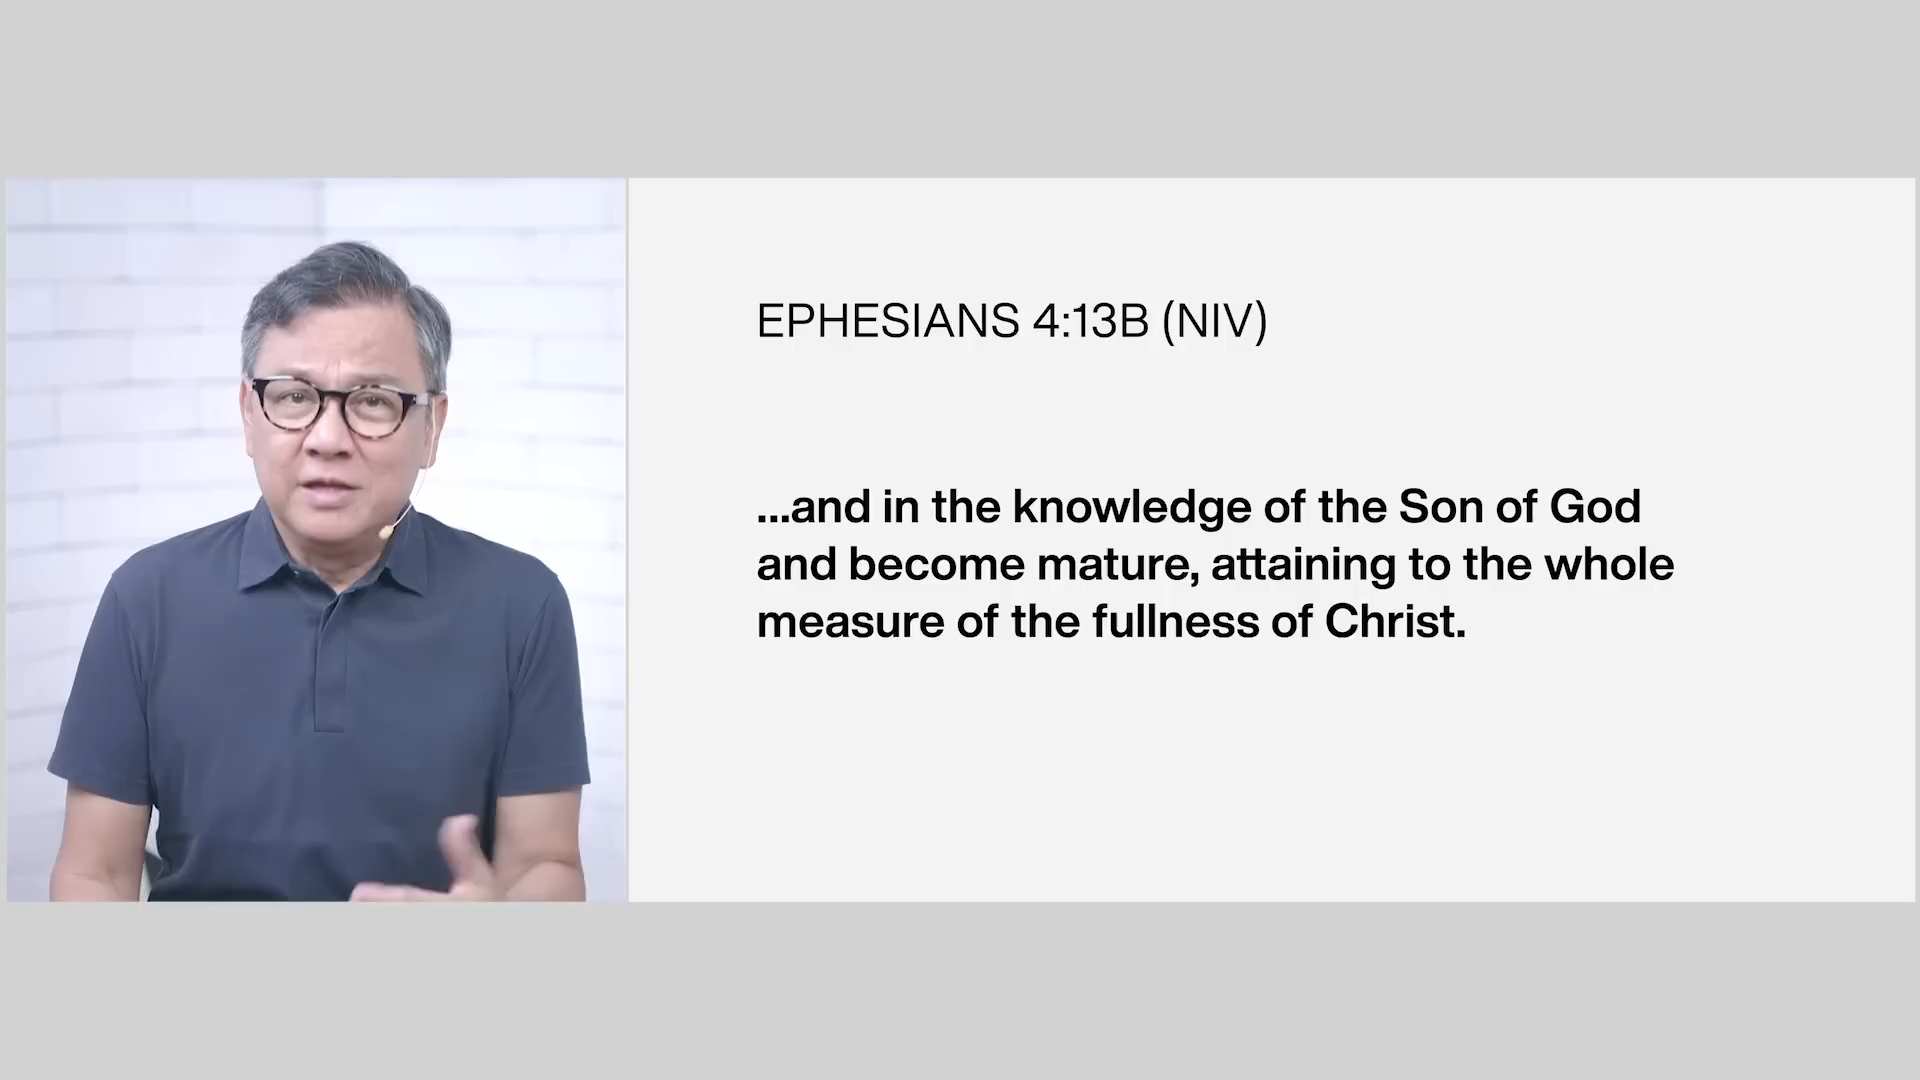 EPHESIANS 4:13B (NIV)
...and in the knowledge of the Son of God
and become mature, attaining to the whole
measure of the fullness of Christ.